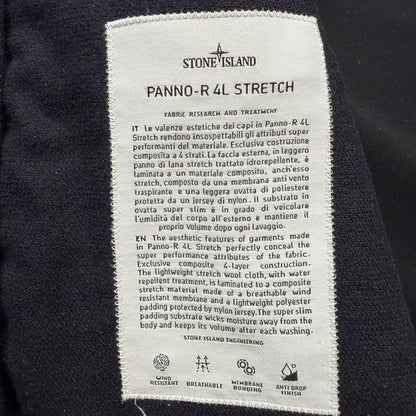 STONE ISLAND
PANNO-R 4L STRETCH
FABRIC RESEARCH AND TREATMENT
IT Le valenze estetiche dei capi in Panno-R 4L
Stretch rendono insospettabili gli attributi super
performanti del materiale. Esclusiva costruzione
composita a 4 strati. La faccia esterna, in leggero
panno di lana stretch trattato idrorepellente, è
laminata a un materiale composito, anch'esso
stretch, composto da una membrana anti vento
traspirante e una leggera ovatta di poliestere
protetta da un jersey di nylon. Il substrato in
ovatta super slim è in grado di veicolare
l'umidità del corpo all'esterno e mantiene il
proprio volume dopo ogni lavaggio.
EN The aesthetic features of garments made
in Panno-R 4L Stretch perfectly conceal the
super performance attributes of the fabric.
Exclusive composite 4-layer construction.
The lightweight stretch wool cloth, with water
repellent treatment, is laminated to a composite
stretch material made of a breathable wind
resistant membrane and a lightweight polyester
padding protected by nylon jersey. The super slim
padding substrate wicks moisture away from the
body and keeps its volume after each washing.
STONE ISLAND ENGINEERING
WIND RESISTANT
BREATHABLE
MEMBRANE BONDING
ANTI DROP FINISH